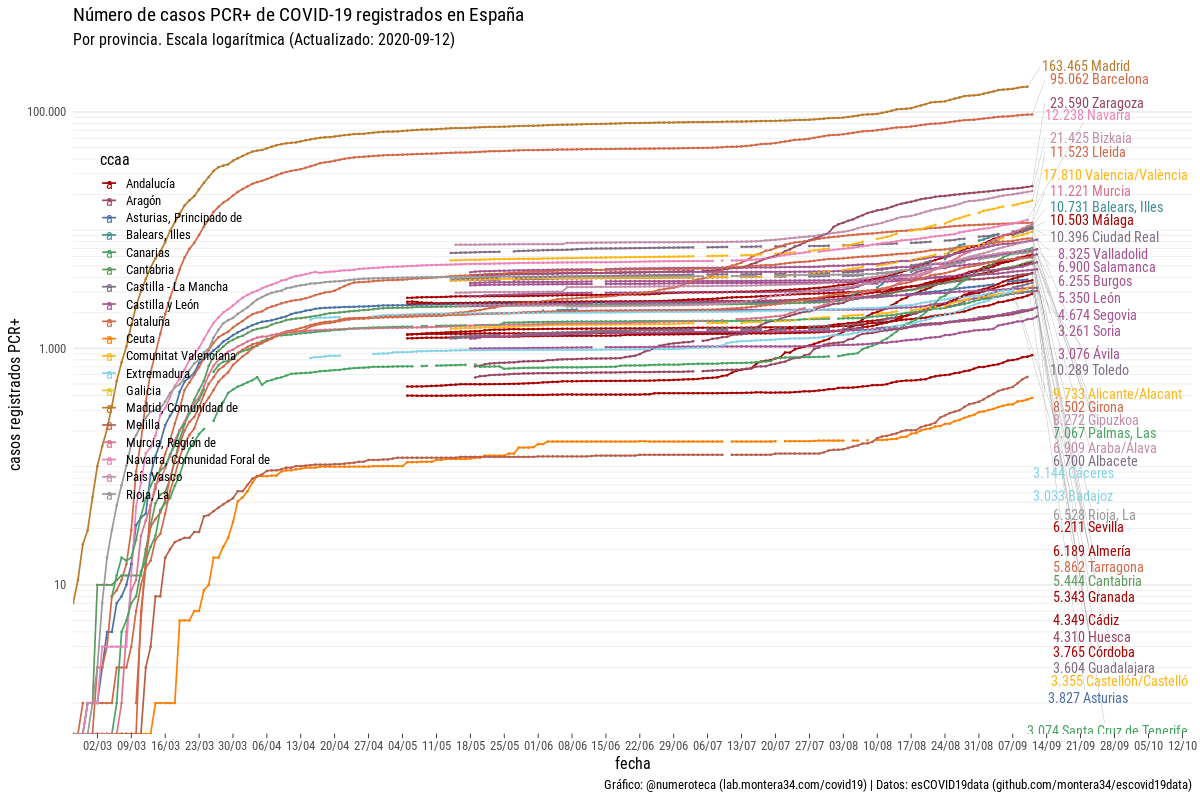 Número de casos PCR+ de COVID-19 registrados en España
Por provincia. Escala logarítmica (Actualizado: 2020-09-12)
163.465 Madrid
95.062 Barcelona
23.590 Zaragoza
12.238 Navarra
21.425 Bizkaia
11.523 Lleida
17.810 Valencia/València
11.221 Murcia
10.731 Balears, Illes
10.503 Málaga
10.396 Ciudad Real
8.325 Valladolid
6.900 Salamanca
6.255 Burgos
5.350 León
4.674 Segovia
3.261 Soria
3.076 Ávila
10.289 Toledo
9.733 Alicante/Alacant
8.502 Girona
8.272 Gipuzkoa
7.067 Palmas, Las
6.909 Araba/Álava
6.700 Albacete
3.144 Cáceres
3.033 Badajoz
6.528 Rioja, La
6.211 Sevilla
6.189 Almería
5.862 Tarragona
5.444 Cantabria
5.343 Granada
4.349 Cádiz
4.310 Huesca
3.765 Córdoba
3.604 Guadalajara
3.355 Castellón/Castelló
3.827 Asturias
3.074 Santa Cruz de Tenerife
100.000
1.000
10
casos registrados PCR+
ccaa
Andalucía
Aragón
Asturias, Principado de
Balears, Illes
Canarias
Cantabria
Castilla - La Mancha
Castilla y León
Cataluña
Ceuta
Comunitat Valenciana
Extremadura
Galicia
Madrid, Comunidad de
Melilla
Murcia, Región de
Navarra, Comunidad Foral de
País Vasco
Rioja, La
02/03 09/03 16/03 23/03 30/03 06/04 13/04 20/04 27/04 04/05 11/05 18/05 25/05 01/06 08/06 15/06 22/06 29/06 06/07 13/07 20/07 27/07 03/08 10/08 17/08 24/08 31/08 07/09 14/09 21/09 28/09 05/10 12/10
fecha
Gráfico: @numeroteca (lab.montera34.com/covid19) | Datos: esCOVID19data (github.com/montera34/escovid19data)